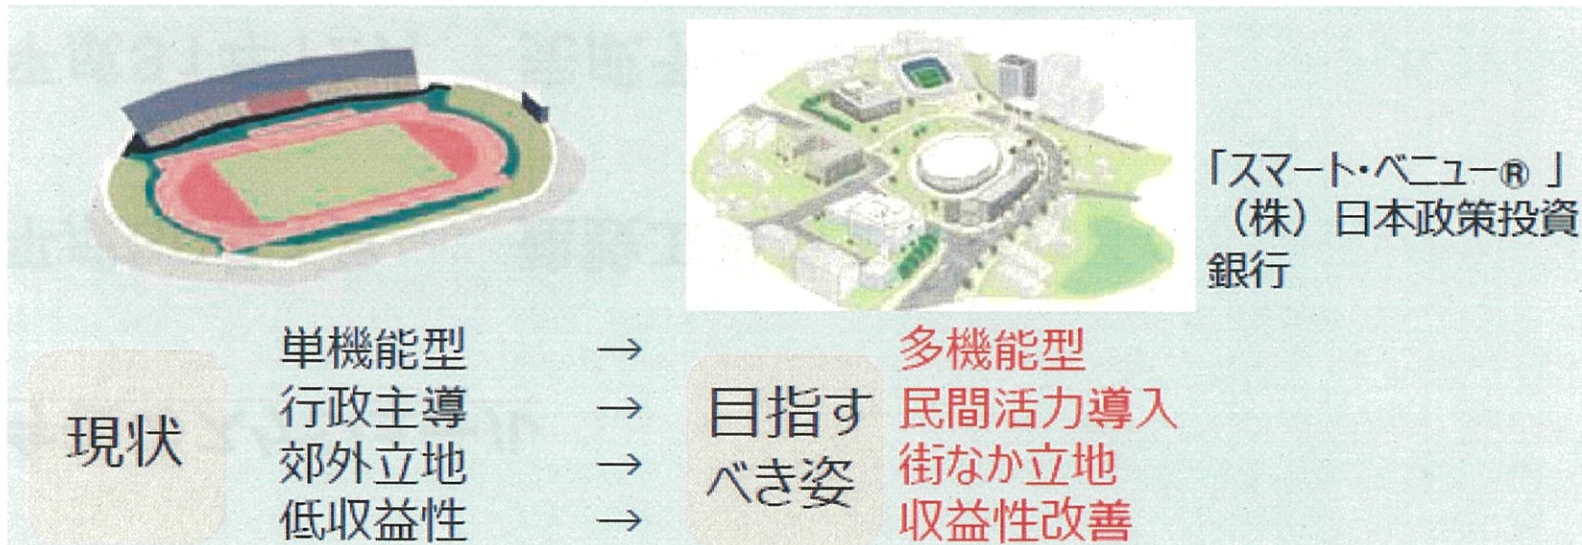 「スマート・ベニュー® 」
（株）日本政策投資
銀行
現状
単機能型 →
行政主導 →
郊外立地 →
低収益性 →
目指す
べき姿
多機能型
民間活力導入
街なか立地
収益性改善